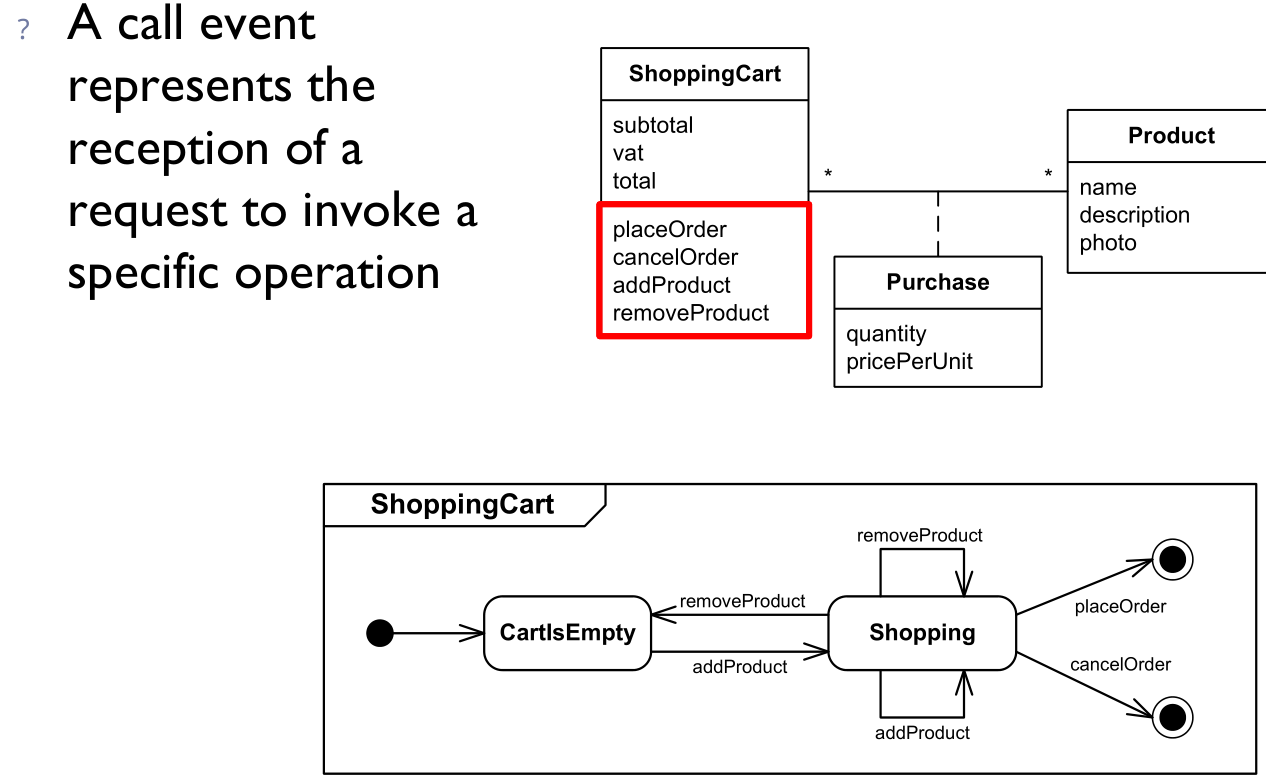 ? A call event
represents the
reception of a
request to invoke a
specific operation
ShoppingCart
subtotal
vat
total
placeOrder
cancelOrder
addProduct
removeProduct
* *
Product
name
description
photo
Purchase
quantity
pricePerUnit
ShoppingCart
removeProduct
removeProduct
placeOrder
CartIsEmpty
Shopping
addProduct
cancelOrder
addProduct